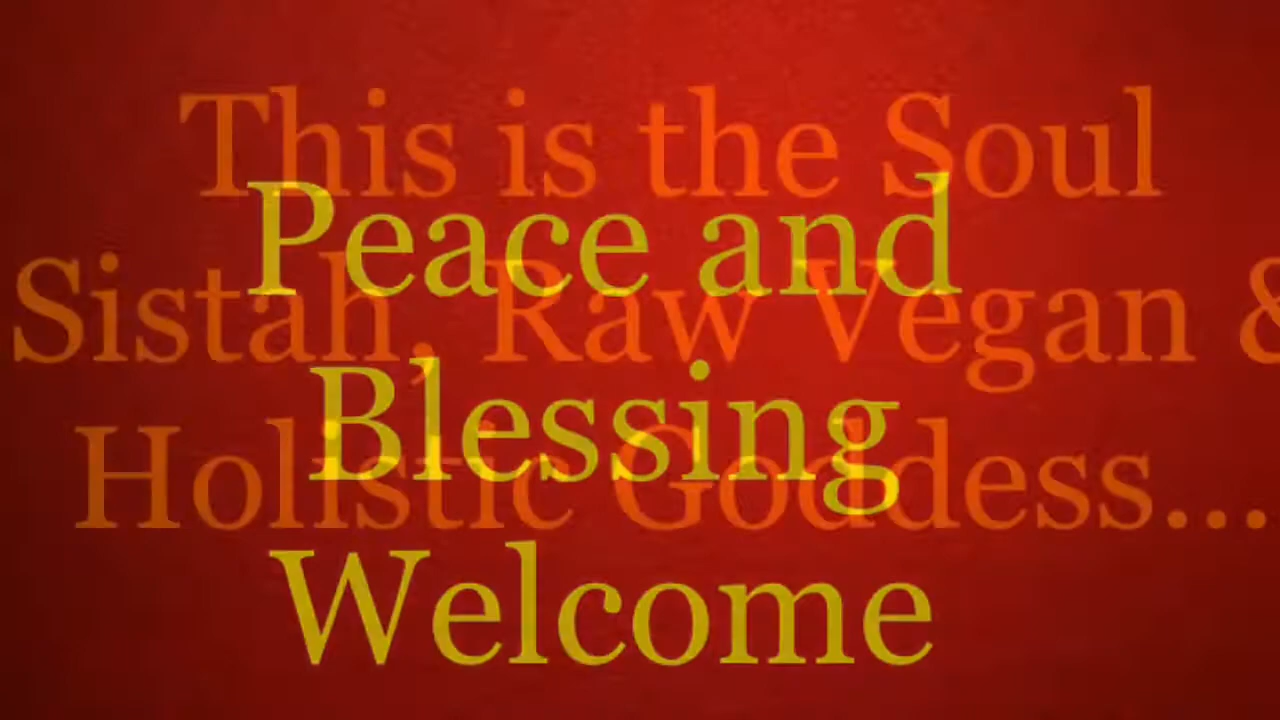 This is the Soul
Sistah, Raw Vegan &
Holistic Goddess...
Peace and
Blessing
Welcome